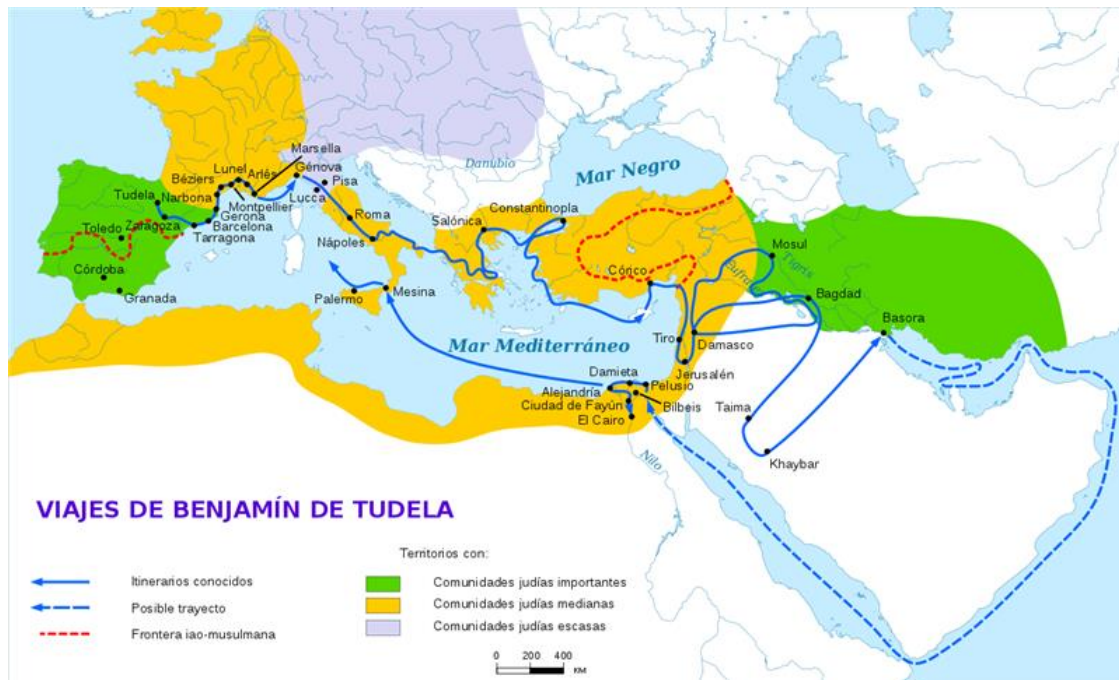 Danubio
Mar Negro
Marsella
Génova
Pisa
Lunel
Arlés
Béziers
Tudela
Narbona
Montpellier
Lucca
Gerona
Toledo
Zaragoza
Barcelona
Tarragona
Roma
Nápoles
Salónica
Constantinopla
Córdoba
Granada
Palermo
Mesina
Córico
Mosul
Tigris
Eufra
Bagdad
Basora
Mar Mediterráneo
Tiro
Damasco
Jerusalén
Damieta
Pelusio
Alejandría
Ciudad de Fayún
Bilbeis
El Cairo
Taima
Khaybar
Nilo
VIAJES DE BENJAMÍN DE TUDELA
Itinerarios conocidos
Posible trayecto
Frontera iao-musulmana
Territorios con:
Comunidades judías importantes
Comunidades judías medianas
Comunidades judías escasas
0 200 400
KM